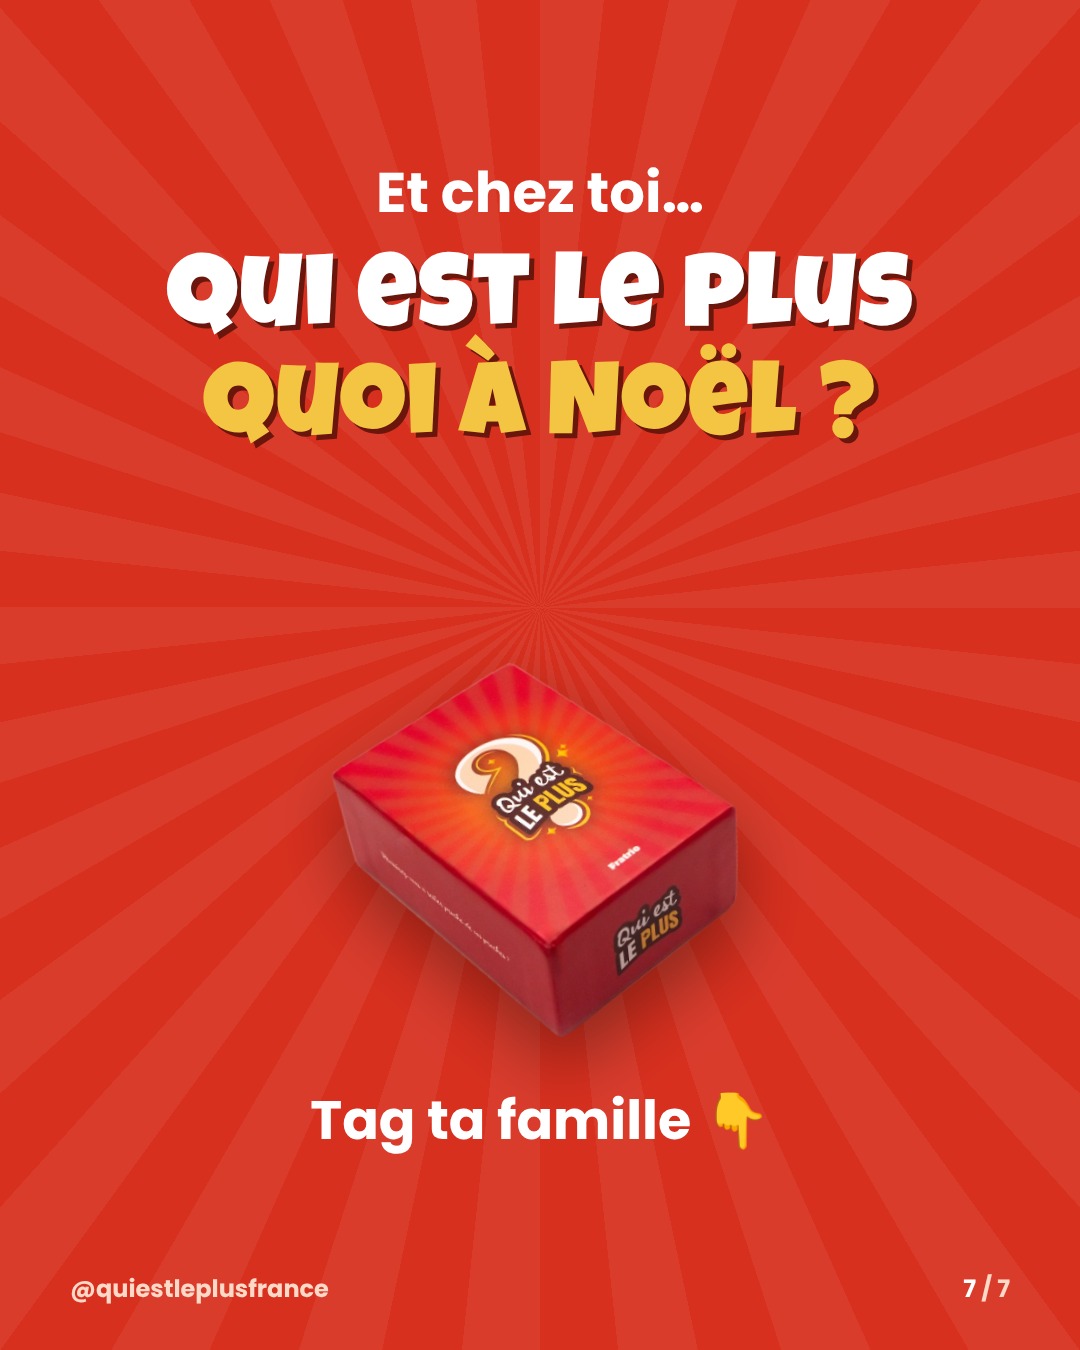 Et chez toi...
QUI EST LE PLUS
QUOI À NOËL ?
Qui est
LE PLUS
Fratrie
Qui est
LE PLUS
Tag ta famille 👇
@quiestleplusfrance
7 / 7